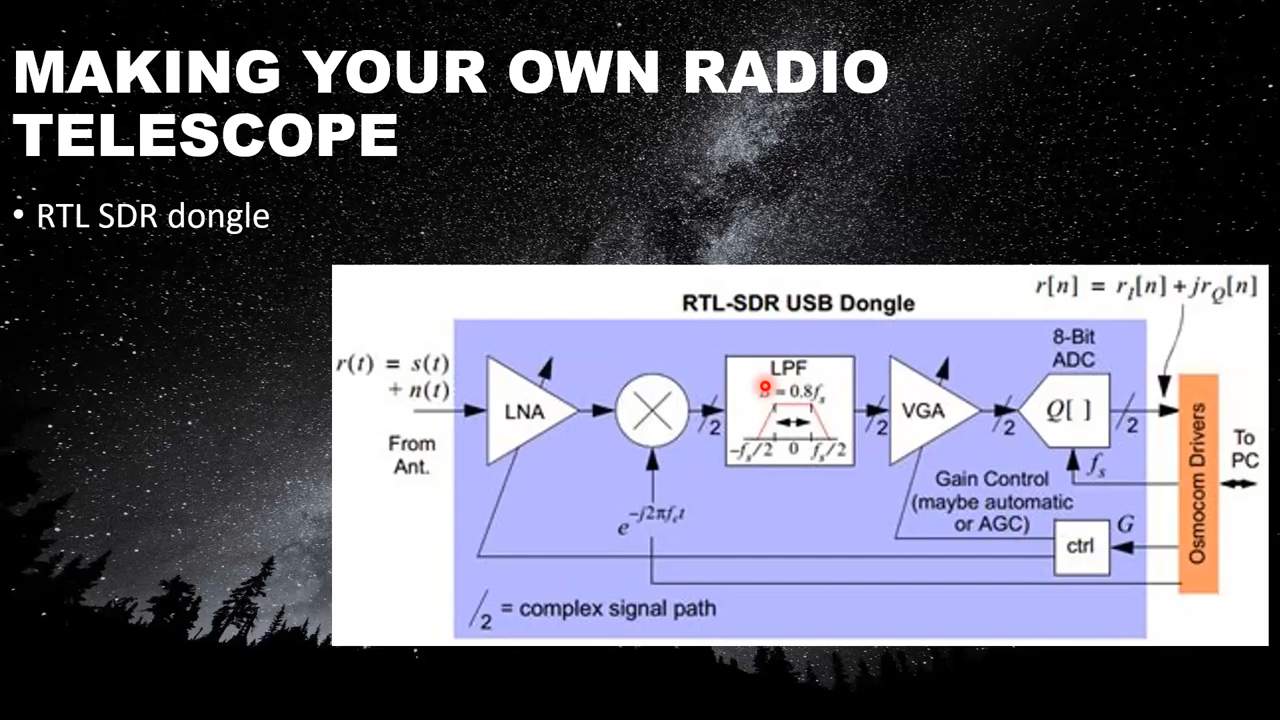 MAKING YOUR OWN RADIO
TELESCOPE
• RTL SDR dongle
r[n] = r_I[n] + jr_Q[n]
RTL-SDR USB Dongle
8-Bit
ADC
r(t) = s(t)
+ n(t)
LPF
= 0.8f_s
LNA
/2
-f_s/2 0 f_s/2
/2
VGA
/2
Q[ ]
/2
From
Ant.
f_s
Osmocom Drivers
To
PC
Gain Control
(maybe automatic
or AGC)
e^{-j2πf_c t}
G
ctrl
/2 = complex signal path